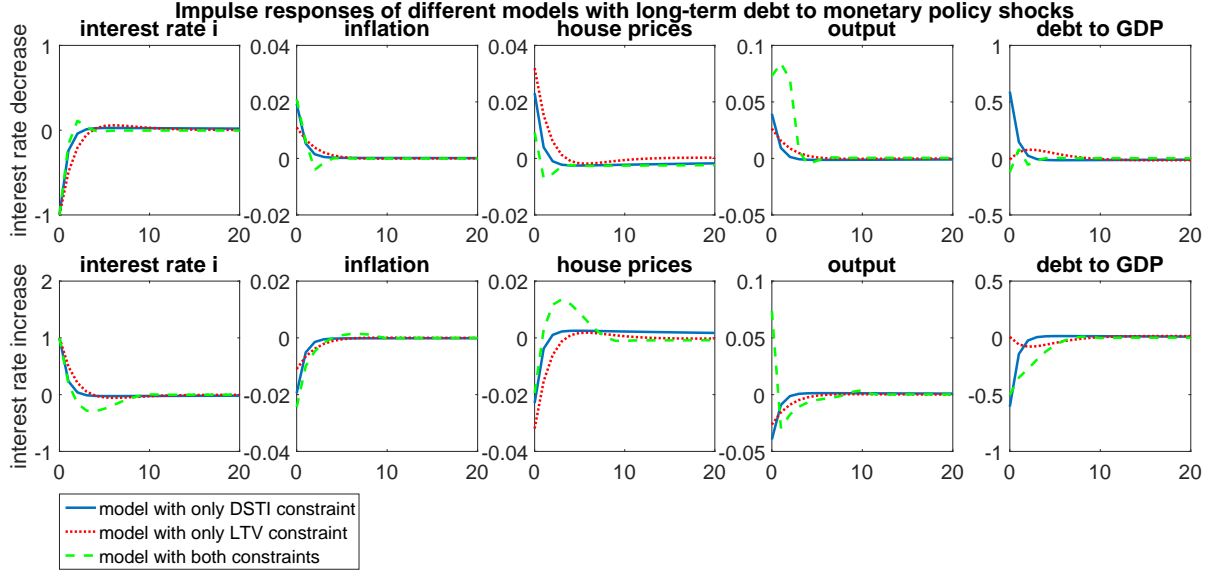 Impulse responses of different models with long-term debt to monetary policy shocks
interest rate i
inflation
house prices
output
debt to GDP
interest rate decrease
1
0
-1
0 10 20
0.04
0.02
0
-0.02
0 10 20
0.04
0.02
0
-0.02
0 10 20
0.1
0.05
0
-0.05
0 10 20
1
0.5
0
-0.5
0 10 20
interest rate i
inflation
house prices
output
debt to GDP
interest rate increase
2
1
0
-1
0 10 20
0.02
0
-0.02
-0.04
0 10 20
0.02
0
-0.02
-0.04
0 10 20
0.1
0.05
0
-0.05
0 10 20
0.5
0
-0.5
-1
0 10 20
model with only DSTI constraint
model with only LTV constraint
model with both constraints